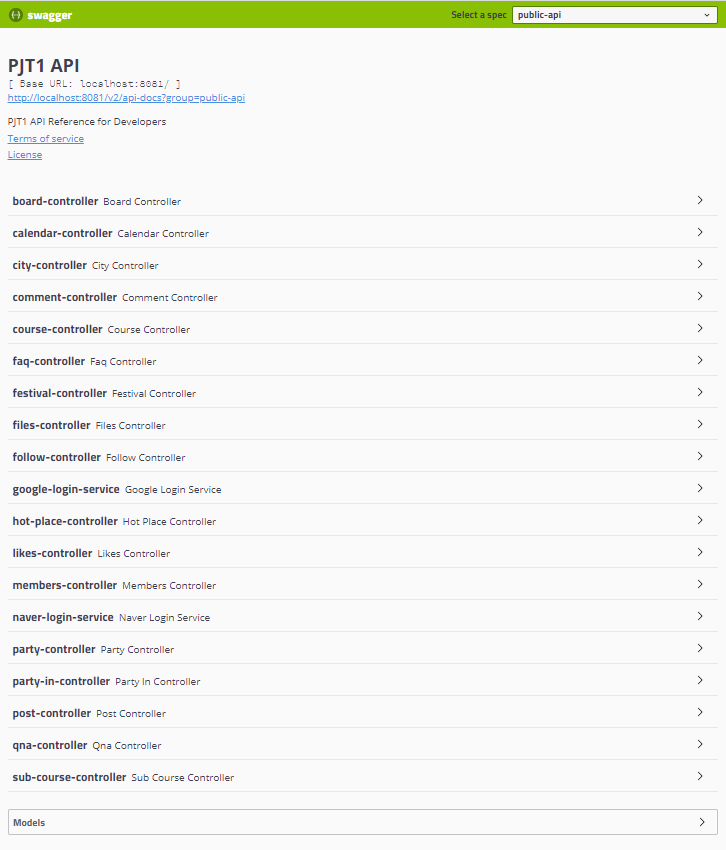 {···} swagger Select a spec public-api
PJT1 API
[ Base URL: localhost:8081/ ]
http://localhost:8081/v2/api-docs?group=public-api
PJT1 API Reference for Developers
Terms of service
License
board-controller Board Controller
calendar-controller Calendar Controller
city-controller City Controller
comment-controller Comment Controller
course-controller Course Controller
faq-controller Faq Controller
festival-controller Festival Controller
files-controller Files Controller
follow-controller Follow Controller
google-login-service Google Login Service
hot-place-controller Hot Place Controller
likes-controller Likes Controller
members-controller Members Controller
naver-login-service Naver Login Service
party-controller Party Controller
party-in-controller Party In Controller
post-controller Post Controller
qna-controller Qna Controller
sub-course-controller Sub Course Controller
Models